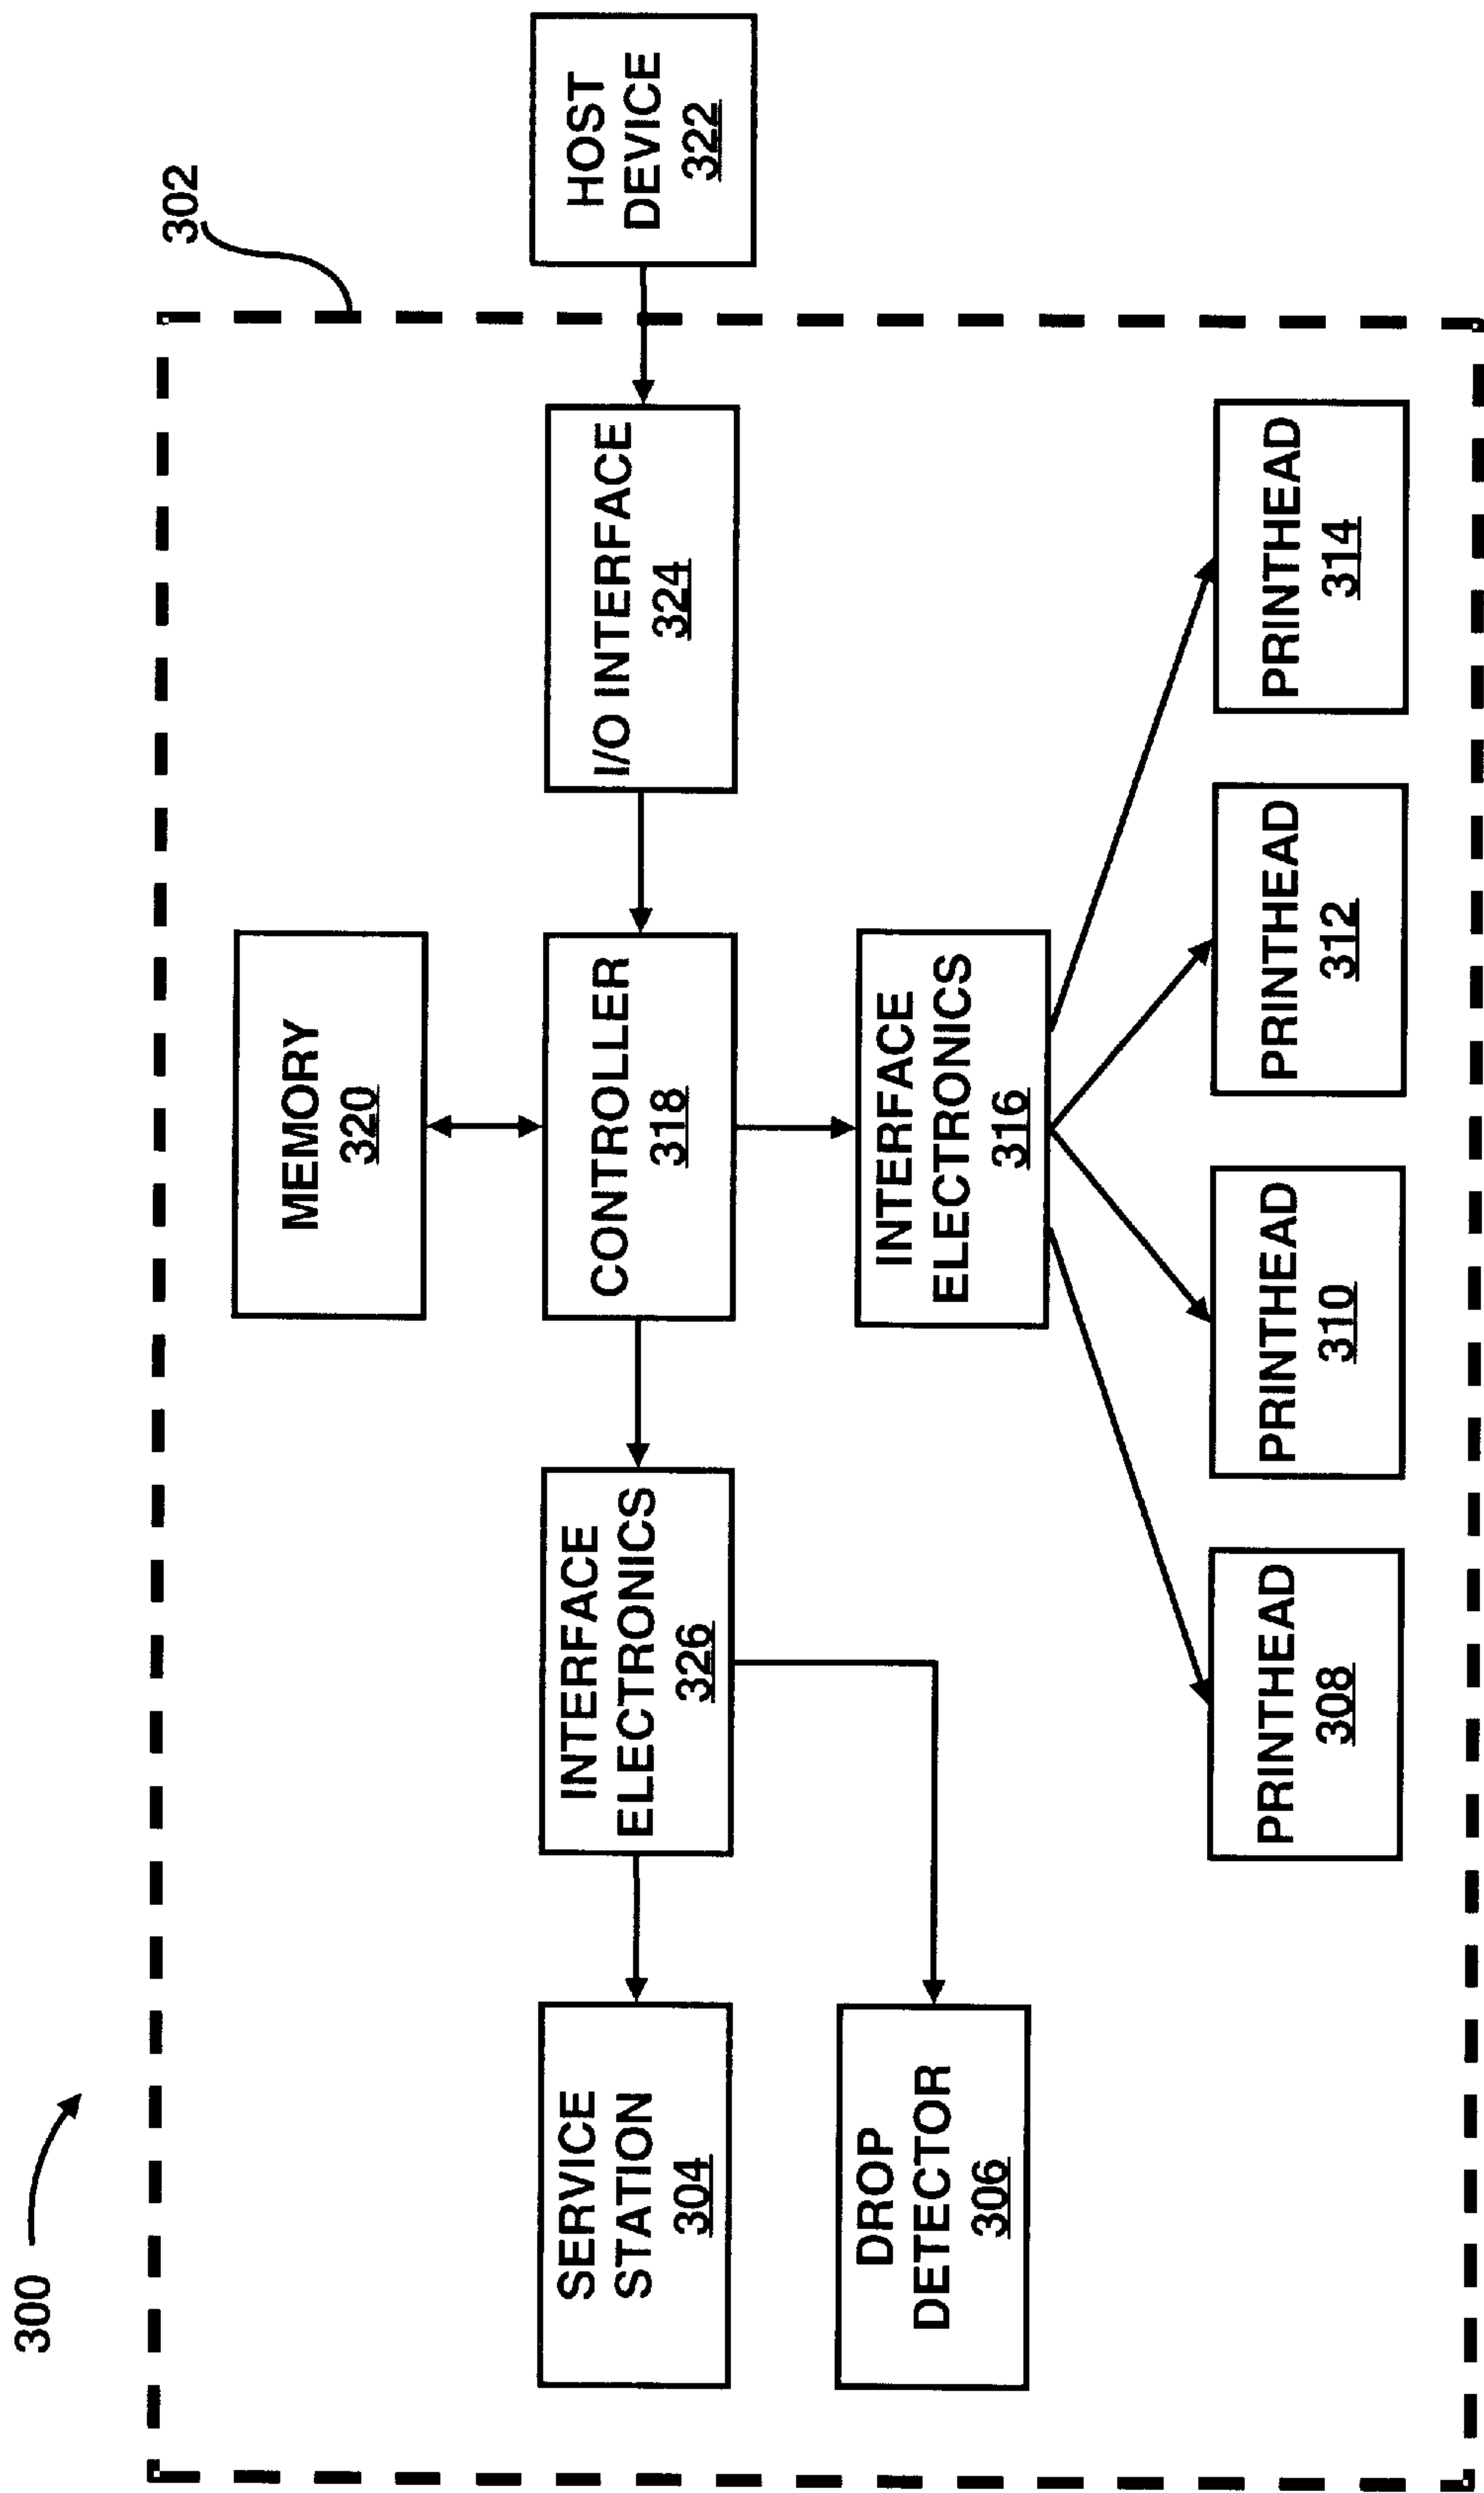 300
302
MEMORY
320
SERVICE
STATION
304
INTERFACE
ELECTRONICS
326
CONTROLLER
318
I/O INTERFACE
324
HOST
DEVICE
322
DROP
DETECTOR
306
INTERFACE
ELECTRONICS
316
PRINTHEAD
308
PRINTHEAD
310
PRINTHEAD
312
PRINTHEAD
314